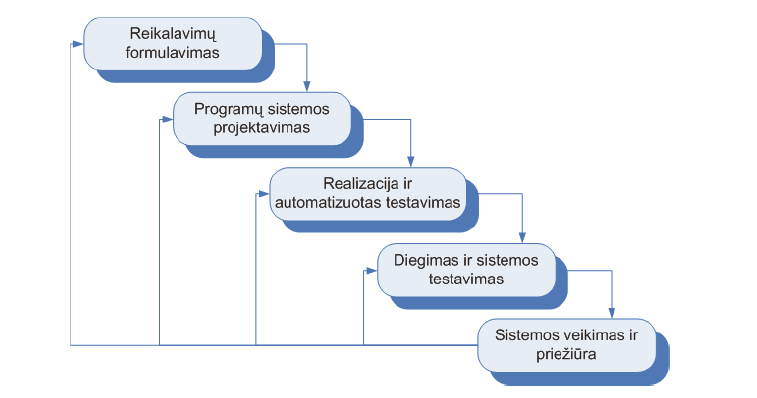 Reikalavimų
formulavimas
Programų sistemos
projektavimas
Realizacija ir
automatizuotas testavimas
Diegimas ir sistemos
testavimas
Sistemos veikimas ir
priežiūra